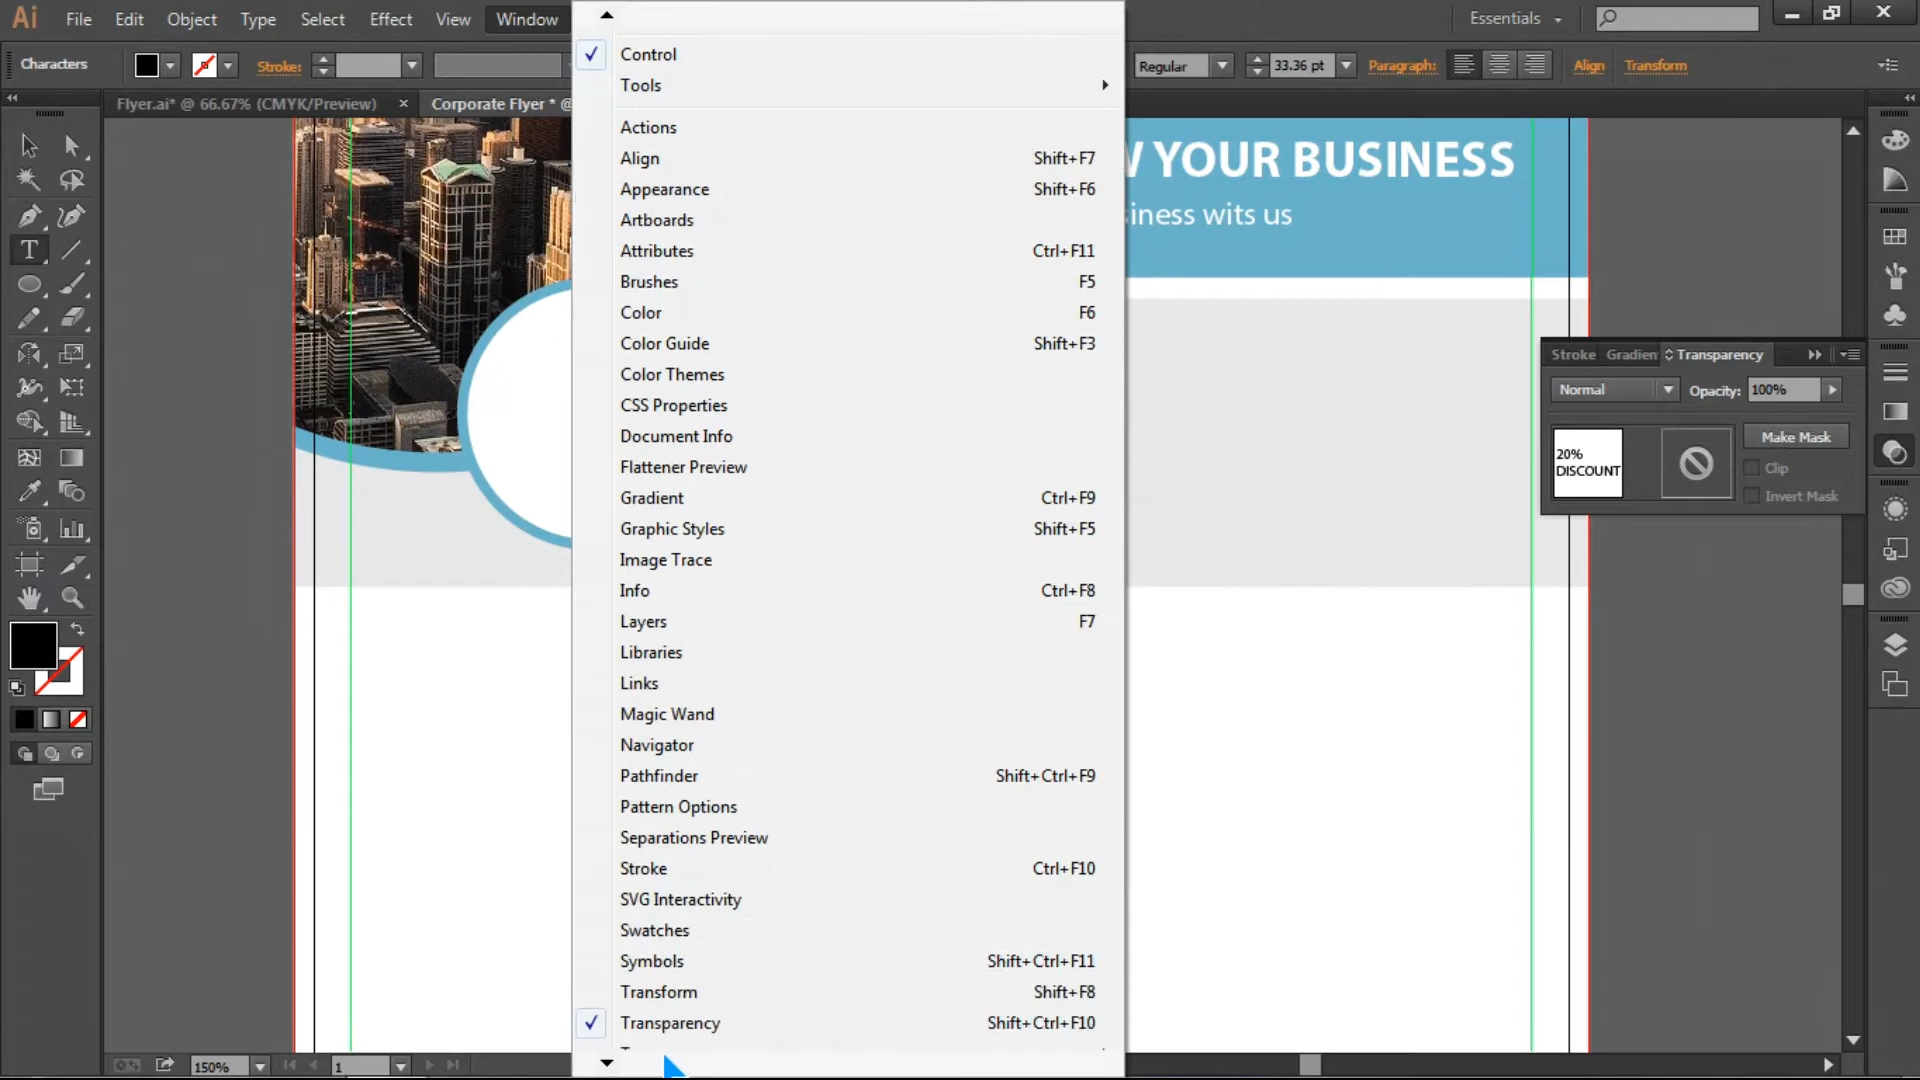 Ai File Edit Object Type Select Effect View Window Essentials
Characters Stroke: Regular 33.36 pt Paragraph: Align Transform
Flyer.ai* @ 66.67% (CMYK/Preview) × Corporate Flyer * @
Control
Tools
Actions
Align Shift+F7
Appearance Shift+F6
Artboards
Attributes Ctrl+F11
Brushes F5
Color F6
Color Guide Shift+F3
Color Themes
CSS Properties
Document Info
Flattener Preview
Gradient Ctrl+F9
Graphic Styles Shift+F5
Image Trace
Info Ctrl+F8
Layers F7
Libraries
Links
Magic Wand
Navigator
Pathfinder Shift+Ctrl+F9
Pattern Options
Separations Preview
Stroke Ctrl+F10
SVG Interactivity
Swatches
Symbols Shift+Ctrl+F11
Transform Shift+F8
Transparency Shift+Ctrl+F10
YOUR BUSINESS
siness wits us
Stroke Gradien Transparency
Normal Opacity: 100%
20%
DISCOUNT
Make Mask
Clip
Invert Mask
150% 1